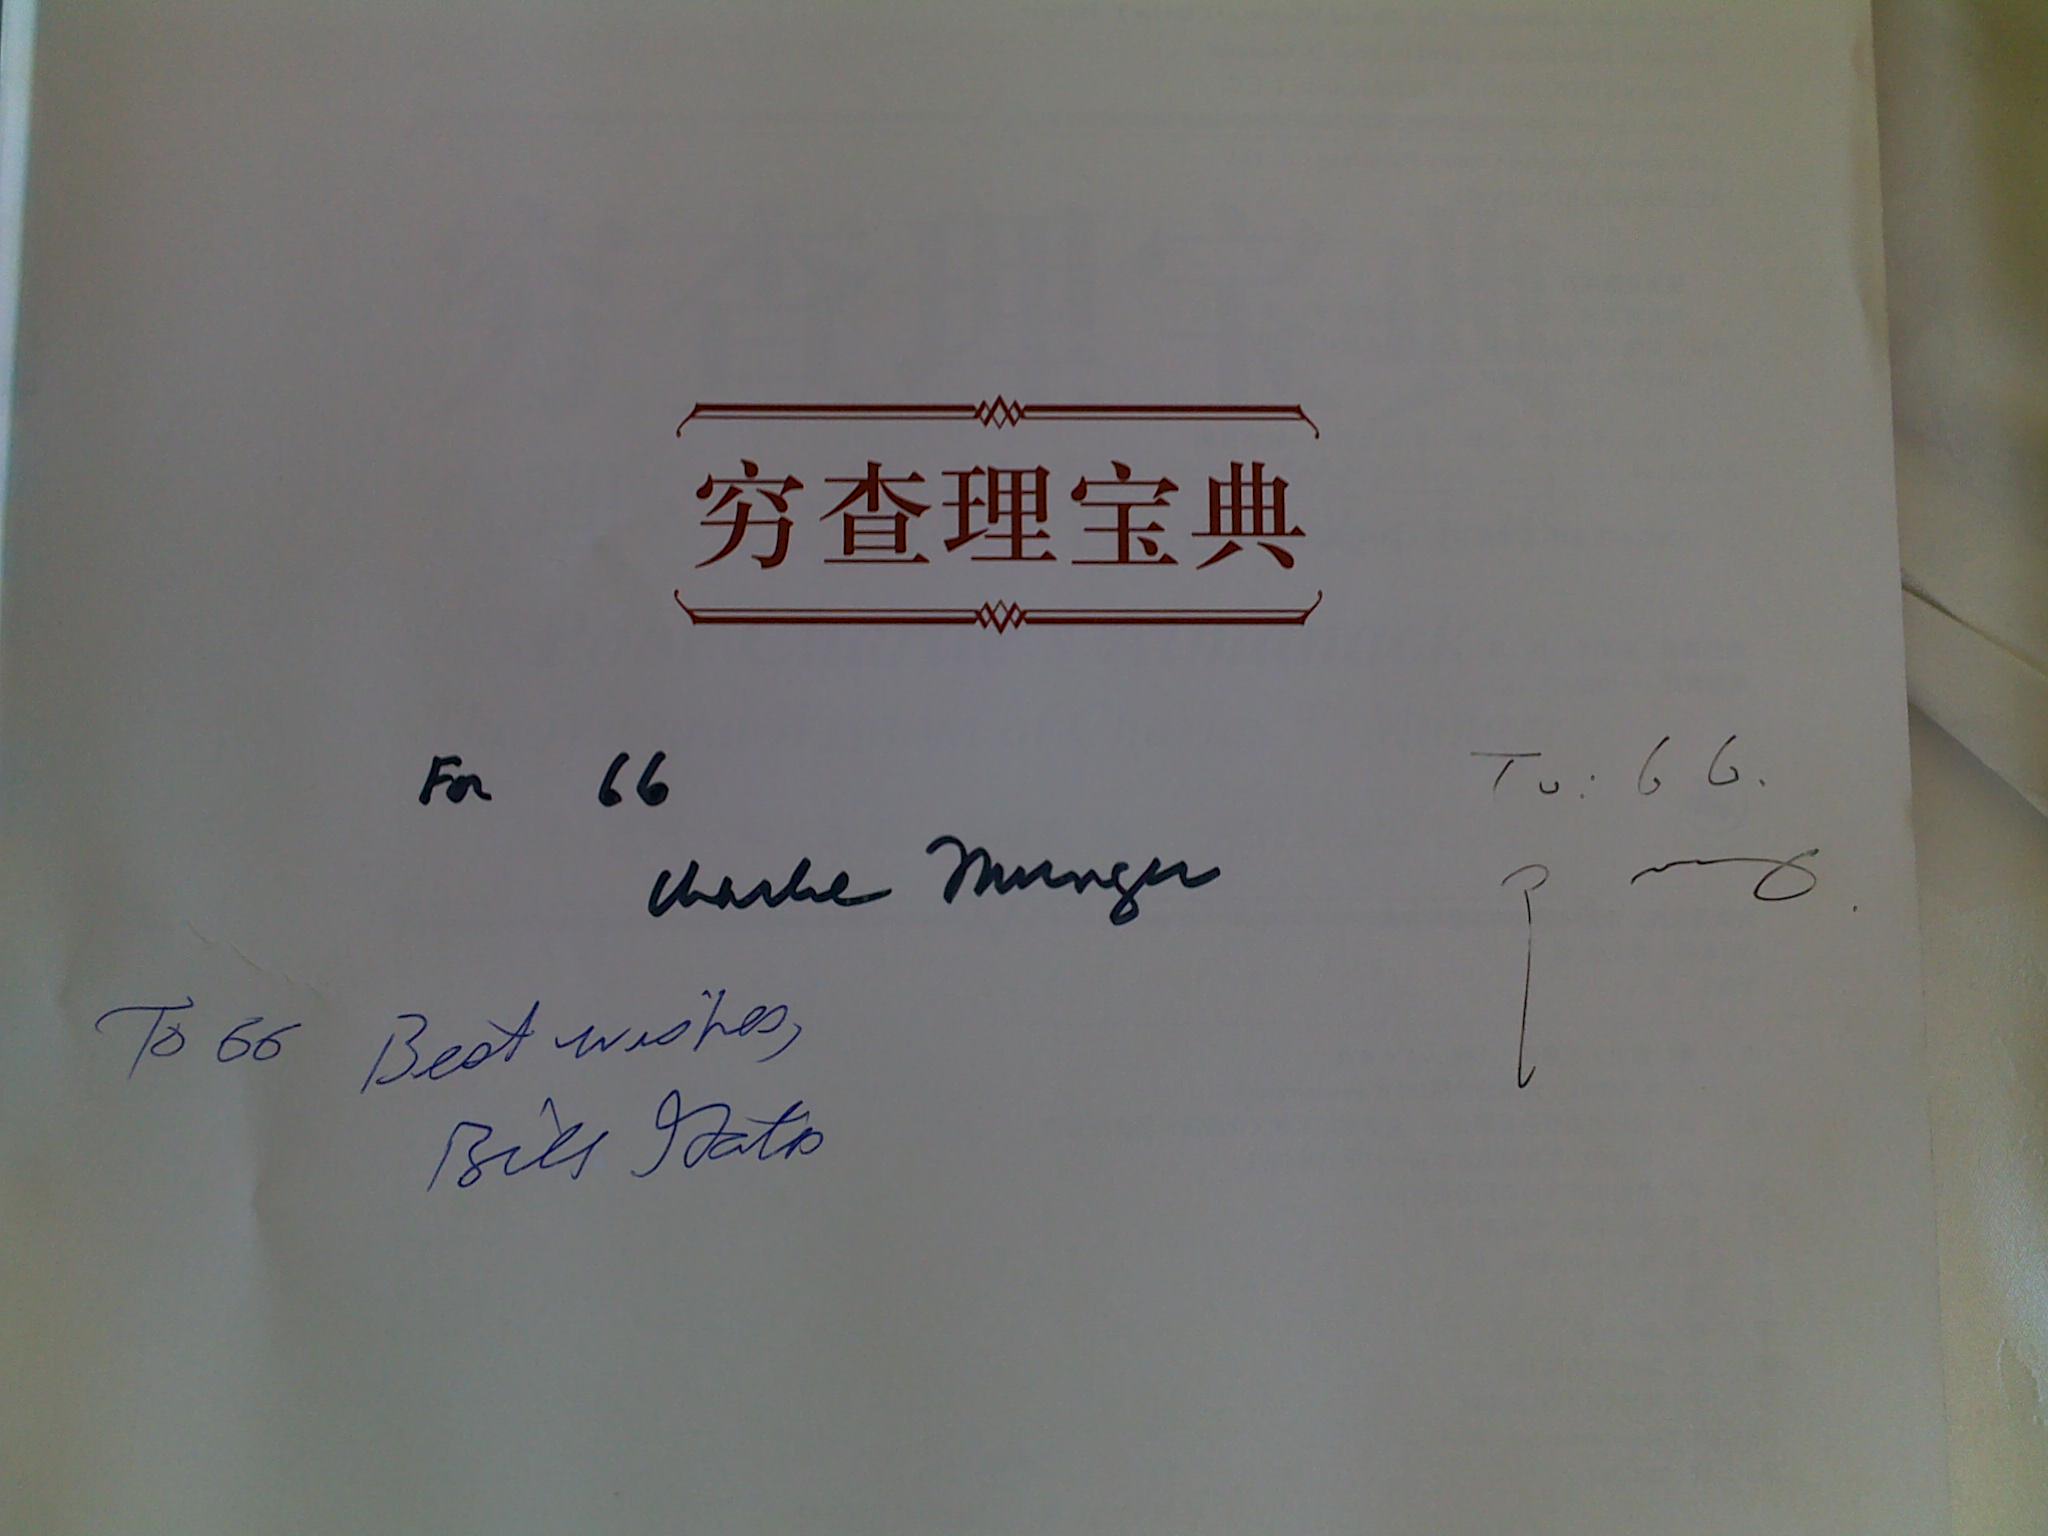 穷查理宝典
For 66
Charlie Munger
To: 66.
To 66 Best wishes,
Bill Gates